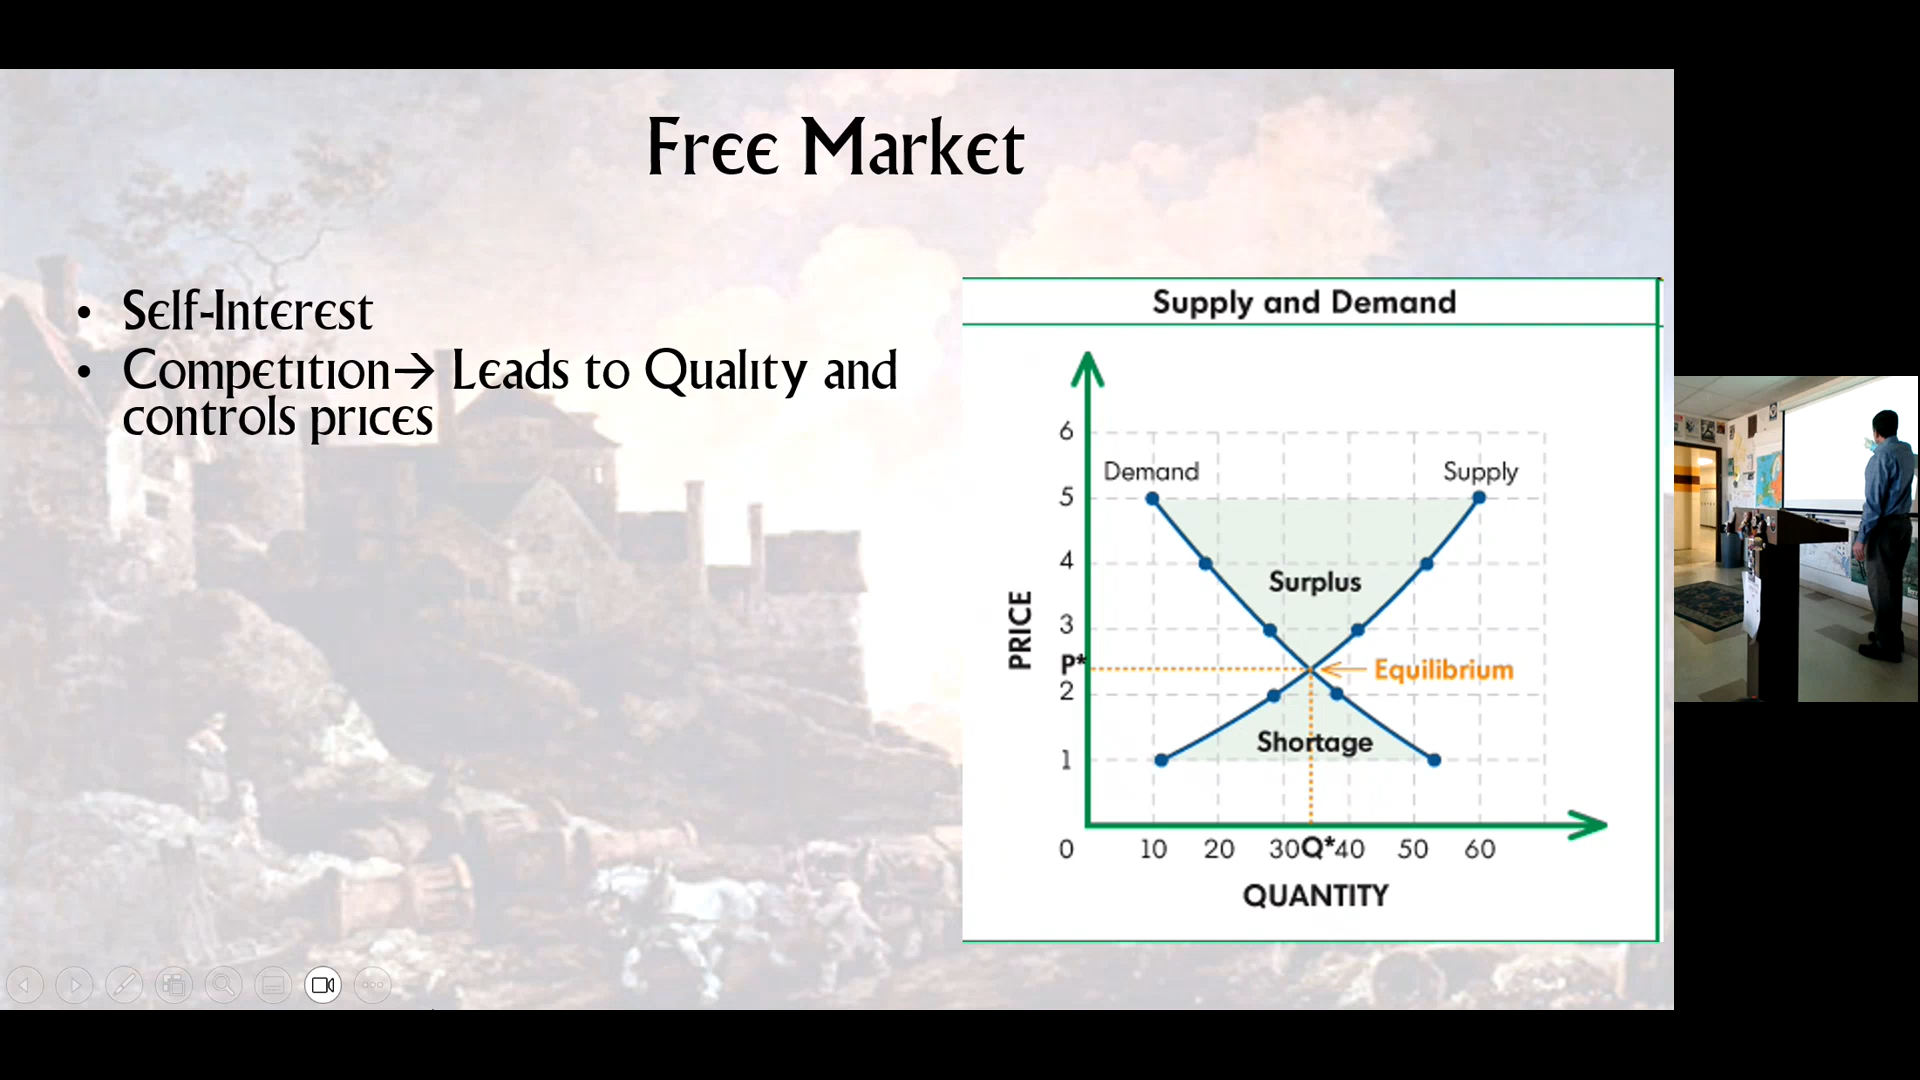 Free Market
• Self-Interest
• Competition→ Leads to Quality and
controls prices
Supply and Demand
6
Demand
Supply
5
4
Surplus
3
P*
Equilibrium
2
Shortage
1
0
10
20
30
Q*
40
50
60
PRICE
QUANTITY